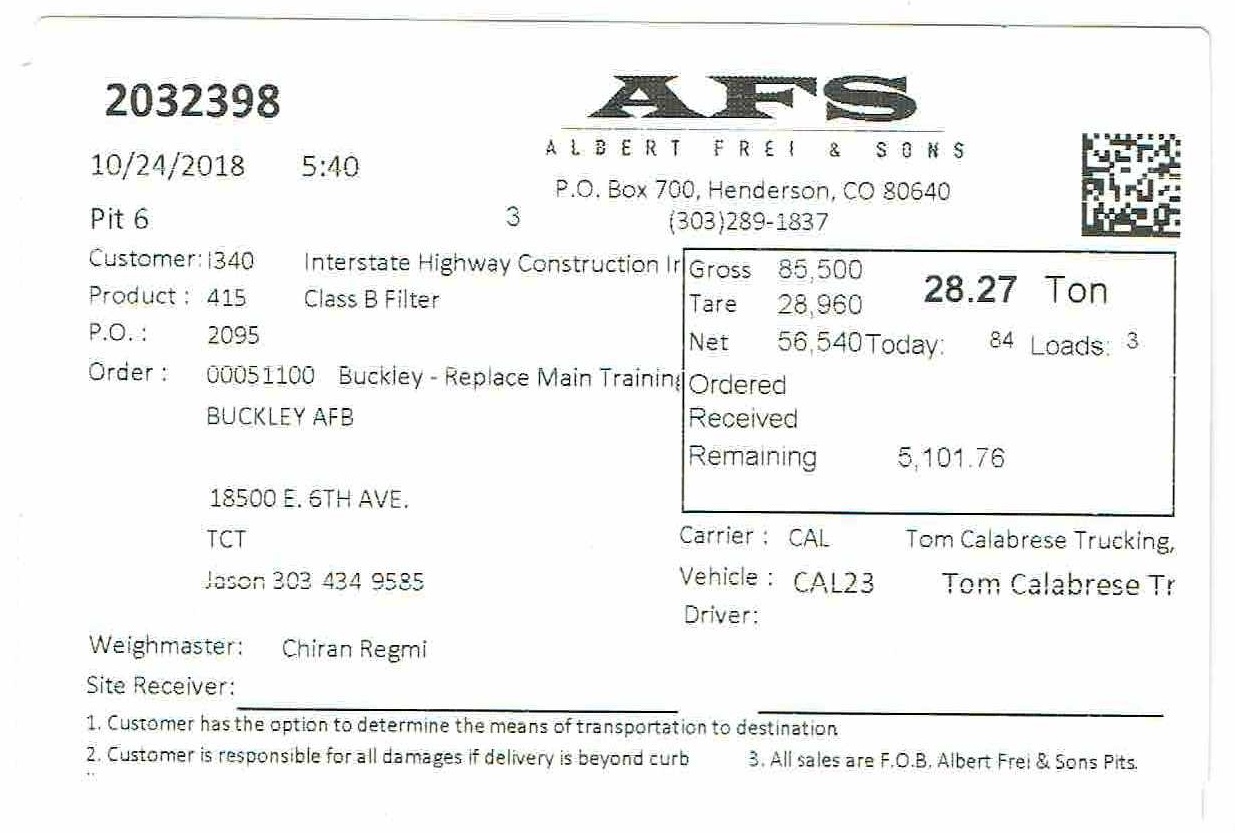 2032398
AFS
ALBERT FREI & SONS
10/24/2018 5:40
P.O. Box 700, Henderson, CO 80640
Pit 6 3 (303)289-1837
Customer: I340 Interstate Highway Construction Ir
Product : 415 Class B Filter
P.O. : 2095
Order : 00051100 Buckley - Replace Main Training
BUCKLEY AFB
18500 E. 6TH AVE.
TCT
Jason 303 434 9585
Gross 85,500 28.27 Ton
Tare 28,960
Net 56,540 Today: 84 Loads: 3
Ordered
Received
Remaining 5,101.76
Carrier : CAL Tom Calabrese Trucking,
Vehicle : CAL23 Tom Calabrese Tr
Driver:
Weighmaster: Chiran Regmi
Site Receiver:
1. Customer has the option to determine the means of transportation to destination
2. Customer is responsible for all damages if delivery is beyond curb 3. All sales are F.O.B. Albert Frei & Sons Pits.